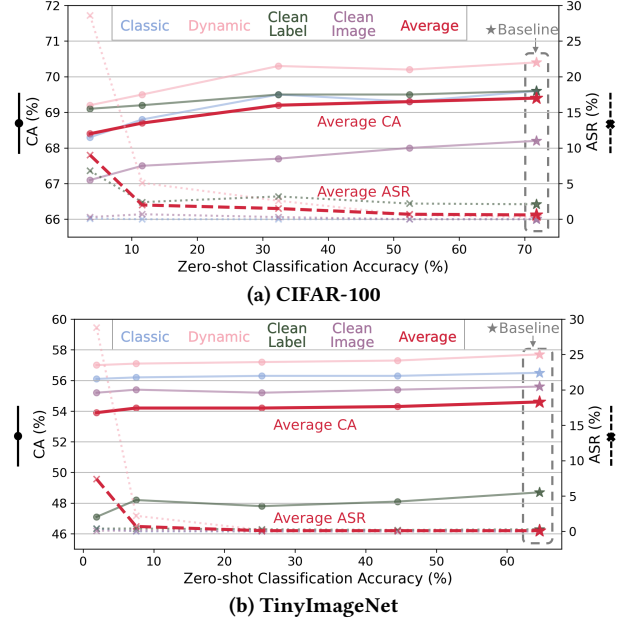 72
71
70
69
68
67
66
30
25
20
15
10
5
0
Classic
Dynamic
Clean
Label
Clean
Image
Average
★Baseline
CA (%)
ASR (%)
Average CA
Average ASR
10 20 30 40 50 60 70
Zero-shot Classification Accuracy (%)
(a) CIFAR-100
60
58
56
54
52
50
48
46
30
25
20
15
10
5
0
Classic
Dynamic
Clean
Label
Clean
Image
Average
★Baseline
CA (%)
ASR (%)
Average CA
Average ASR
0 10 20 30 40 50 60
Zero-shot Classification Accuracy (%)
(b) TinyImageNet